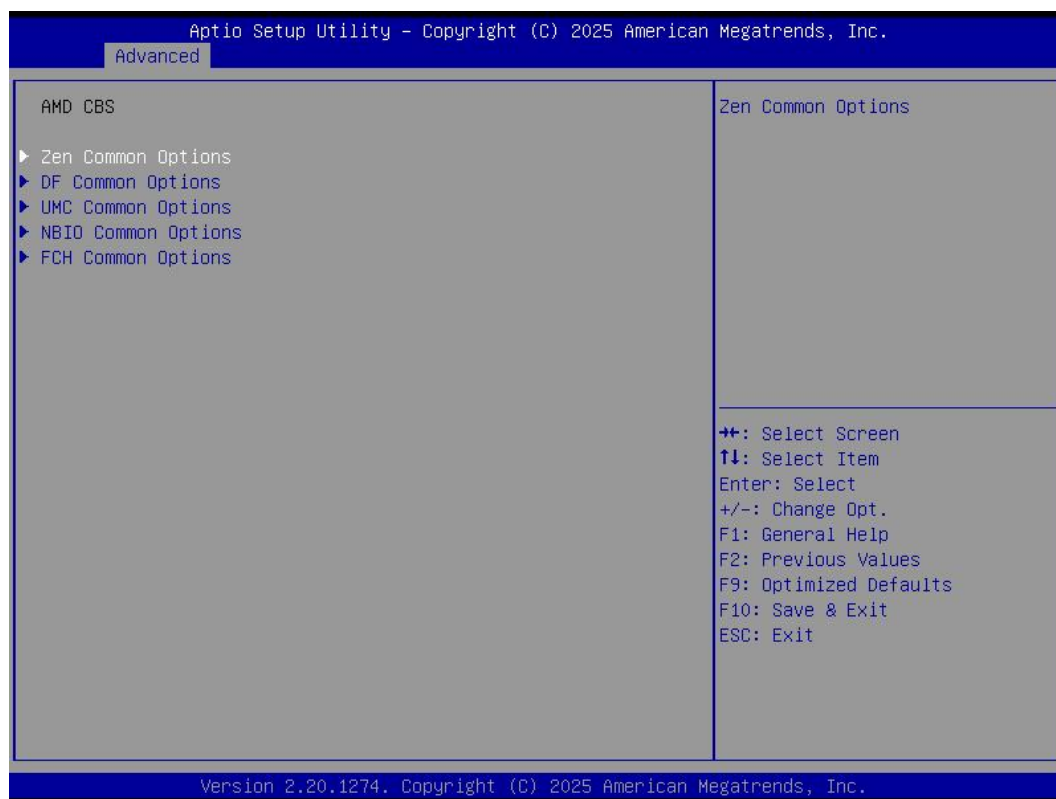 Aptio Setup Utility – Copyright (C) 2025 American Megatrends, Inc.
Advanced
AMD CBS
Zen Common Options
DF Common Options
UMC Common Options
NBIO Common Options
FCH Common Options
Zen Common Options
→←: Select Screen
↑↓: Select Item
Enter: Select
+/-: Change Opt.
F1: General Help
F2: Previous Values
F9: Optimized Defaults
F10: Save & Exit
ESC: Exit
Version 2.20.1274. Copyright (C) 2025 American Megatrends, Inc.